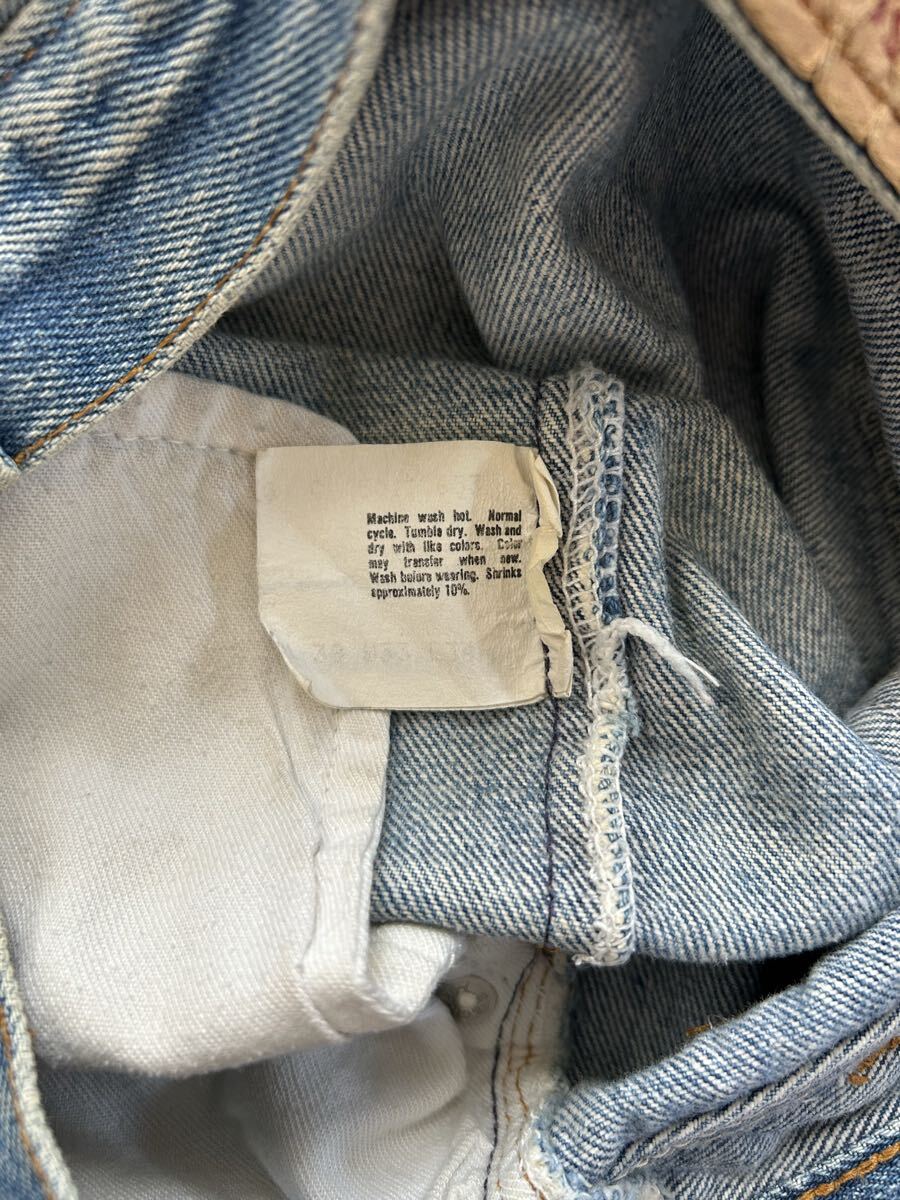 Machine wash hot. Normal
cycle. Tumble dry. Wash and
dry with like colors. Color
may transfer when new.
Wash before wearing. Shrinks
approximately 10%.